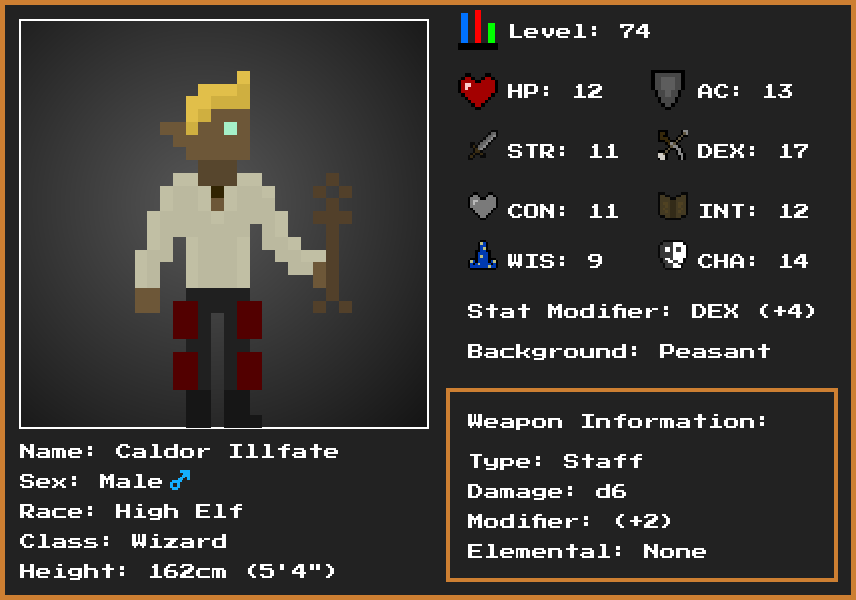 Level: 74
HP: 12
AC: 13
STR: 11
DEX: 17
CON: 11
INT: 12
WIS: 9
CHA: 14
Stat Modifier: DEX (+4)
Background: Peasant
Weapon Information:
Type: Staff
Damage: d6
Modifier: (+2)
Elemental: None
Name: Caldor Illfate
Sex: Male♂
Race: High Elf
Class: Wizard
Height: 162cm (5'4")